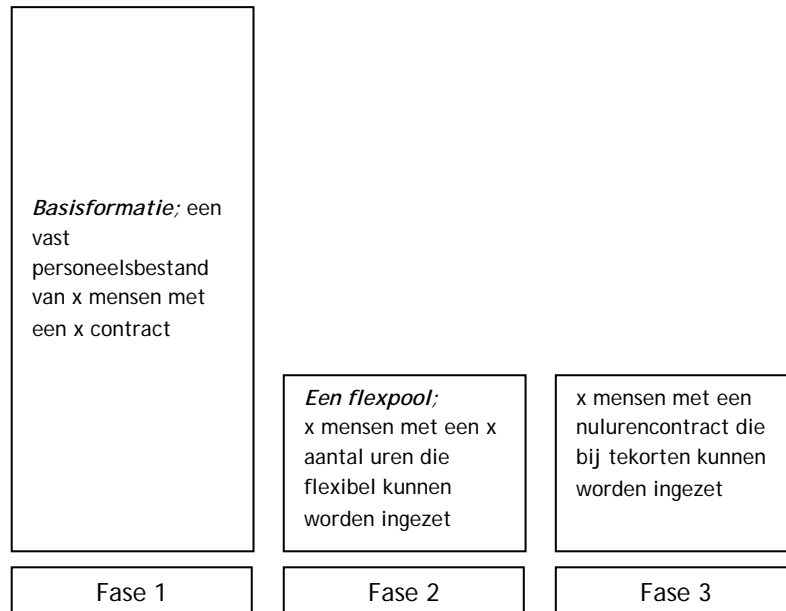 Basisformatie; een
vast
personeelsbestand
van x mensen met
een x contract
Een flexpool;
x mensen met een x
aantal uren die
flexibel kunnen
worden ingezet
x mensen met een
nulurencontract die
bij tekorten kunnen
worden ingezet
Fase 1
Fase 2
Fase 3